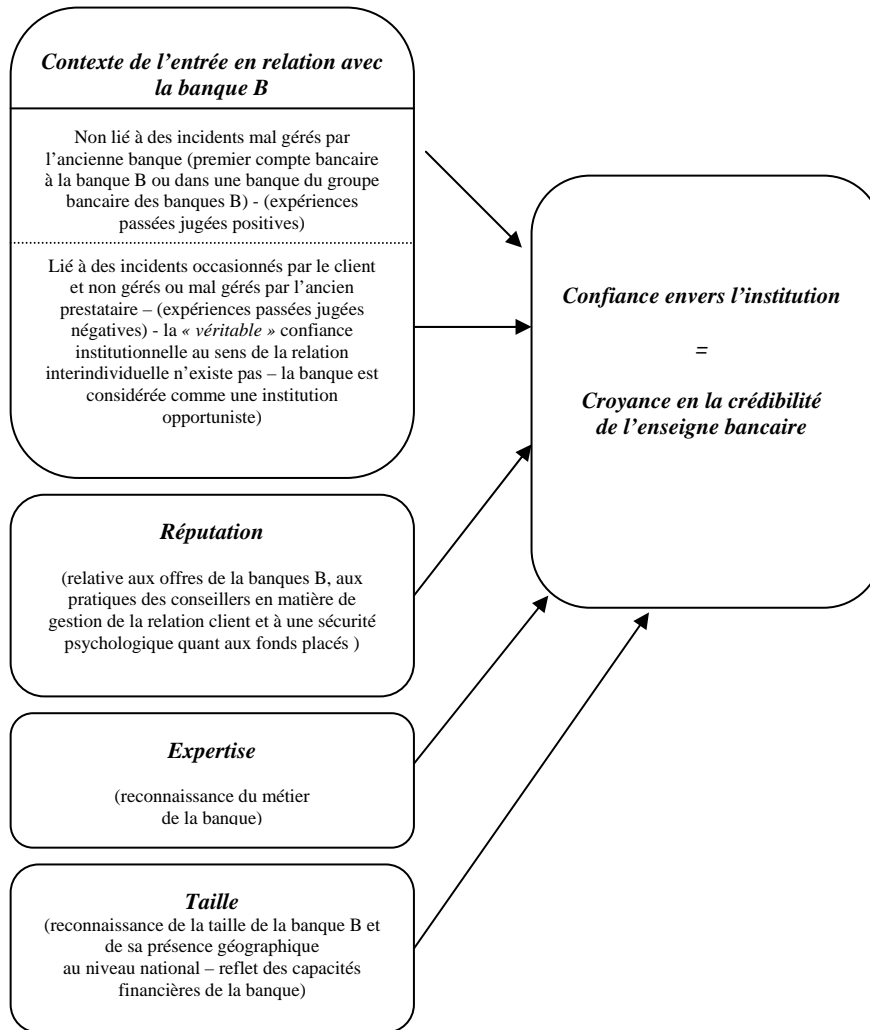 Contexte de l’entrée en relation avec
la banque B
Non lié à des incidents mal gérés par
l’ancienne banque (premier compte bancaire
à la banque B ou dans une banque du groupe
bancaire des banques B) - (expériences
passées jugées positives)
Lié à des incidents occasionnés par le client
et non gérés ou mal gérés par l’ancien
prestataire – (expériences passées jugées
négatives) - la « véritable » confiance
institutionnelle au sens de la relation
interindividuelle n’existe pas – la banque est
considérée comme une institution
opportuniste)
Réputation
(relative aux offres de la banques B, aux
pratiques des conseillers en matière de
gestion de la relation client et à une sécurité
psychologique quant aux fonds placés )
Expertise
(reconnaissance du métier
de la banque)
Taille
(reconnaissance de la taille de la banque B et
de sa présence géographique
au niveau national – reflet des capacités
financières de la banque)
Confiance envers l’institution
=
Croyance en la crédibilité
de l’enseigne bancaire